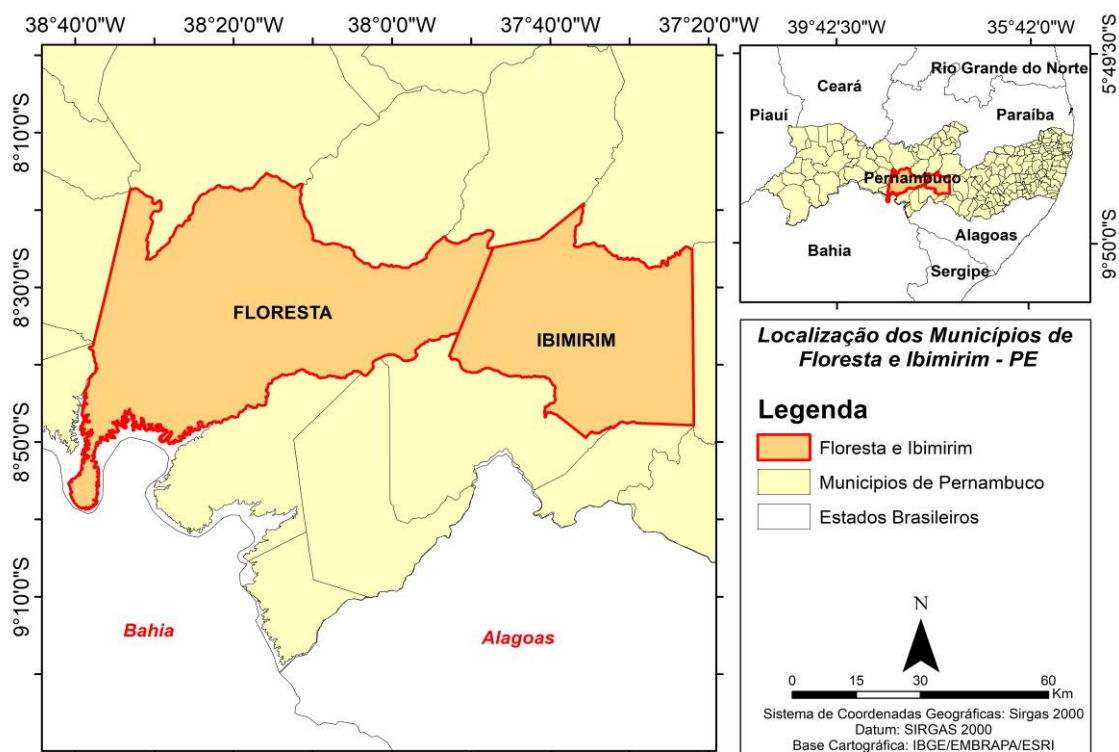 38°40'0"W 38°20'0"W 38°0'0"W 37°40'0"W 37°20'0"W
8°10'0"S
8°30'0"S
8°50'0"S
9°10'0"S
FLORESTA
IBIMIRIM
Bahia
Alagoas
39°42'30"W 35°42'0"W
5°49'30"S
9°50'0"S
Rio Grande do Norte
Ceará
Piauí
Paraíba
Pernambuco
Alagoas
Bahia
Sergipe
Localização dos Municípios de
Floresta e Ibimirim - PE
Legenda
Floresta e Ibimirim
Municipios de Pernambuco
Estados Brasileiros
N
0 15 30 60
Km
Sistema de Coordenadas Geográficas: Sirgas 2000
Datum: SIRGAS 2000
Base Cartográfica: IBGE/EMBRAPA/ESRI